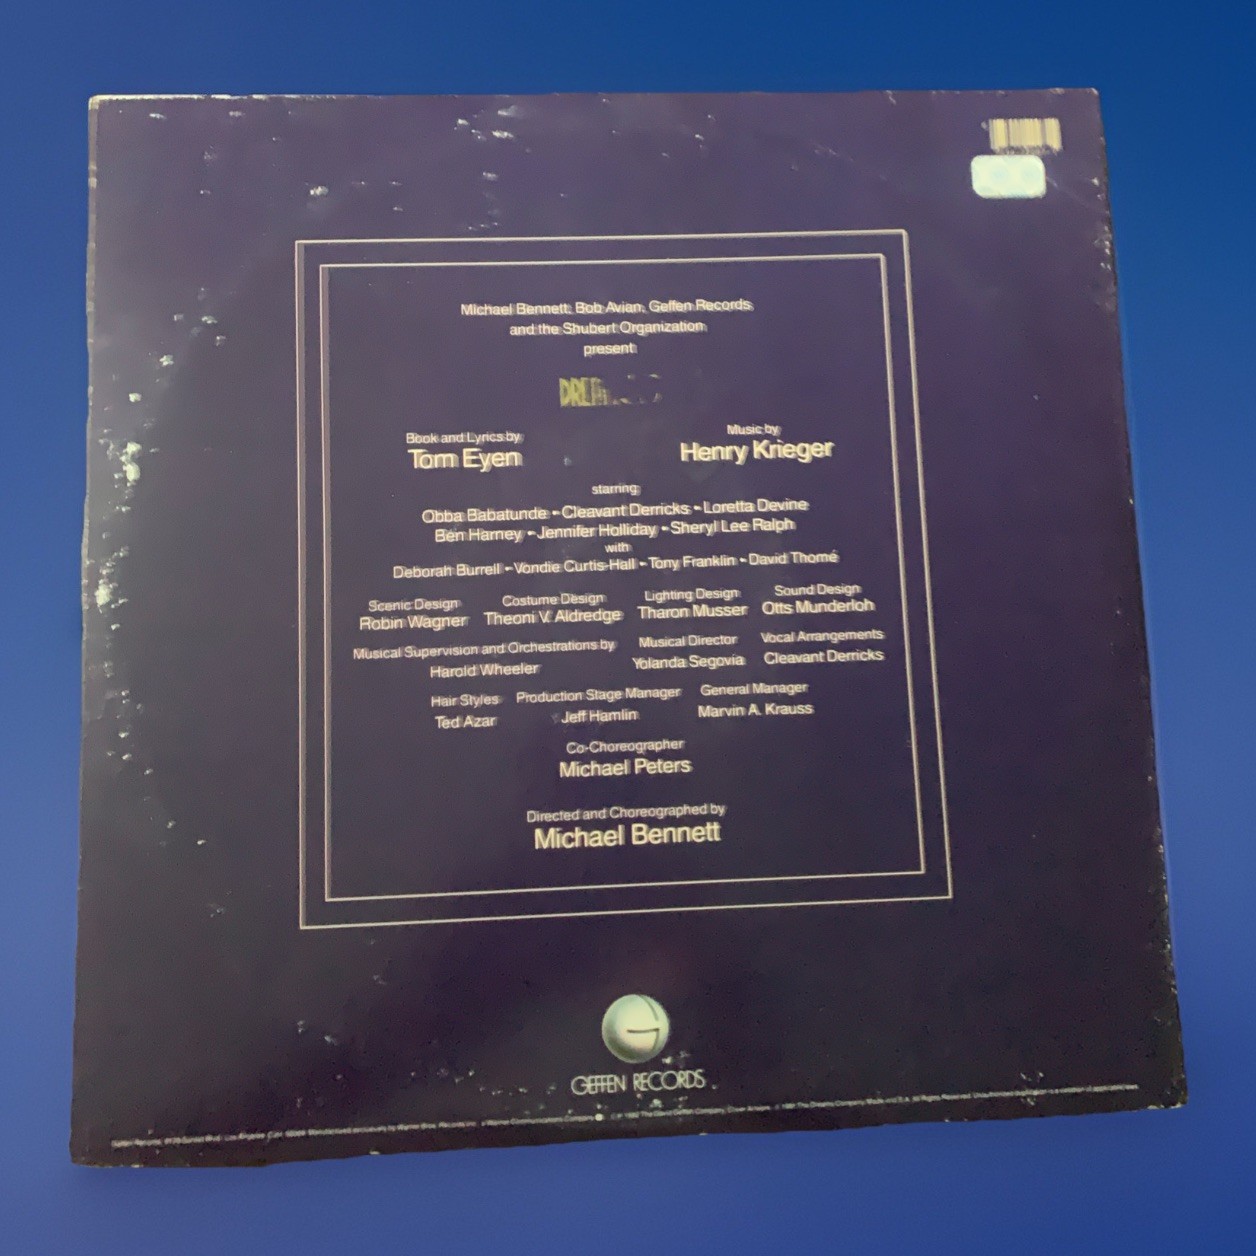 Michael Bennett, Bob Avian, Geffen Records
and the Shubert Organization
present
Book and Lyrics by
Tom Eyen
Music by
Henry Krieger
starring
Obba Babatunde • Cleavant Derricks • Loretta Devine
Ben Harney • Jennifer Holliday • Sheryl Lee Ralph
with
Deborah Burrell • Vondie Curtis-Hall • Tony Franklin • David Thomé
Scenic Design Costume Design Lighting Design Sound Design
Robin Wagner Theoni V. Aldredge Tharon Musser Otts Munderloh
Musical Supervision and Orchestrations by Musical Director Vocal Arrangements
Harold Wheeler Yolanda Segovia Cleavant Derricks
Hair Styles Production Stage Manager General Manager
Ted Azar Jeff Hamlin Marvin A. Krauss
Co-Choreographer
Michael Peters
Directed and Choreographed by
Michael Bennett
GEFFEN RECORDS